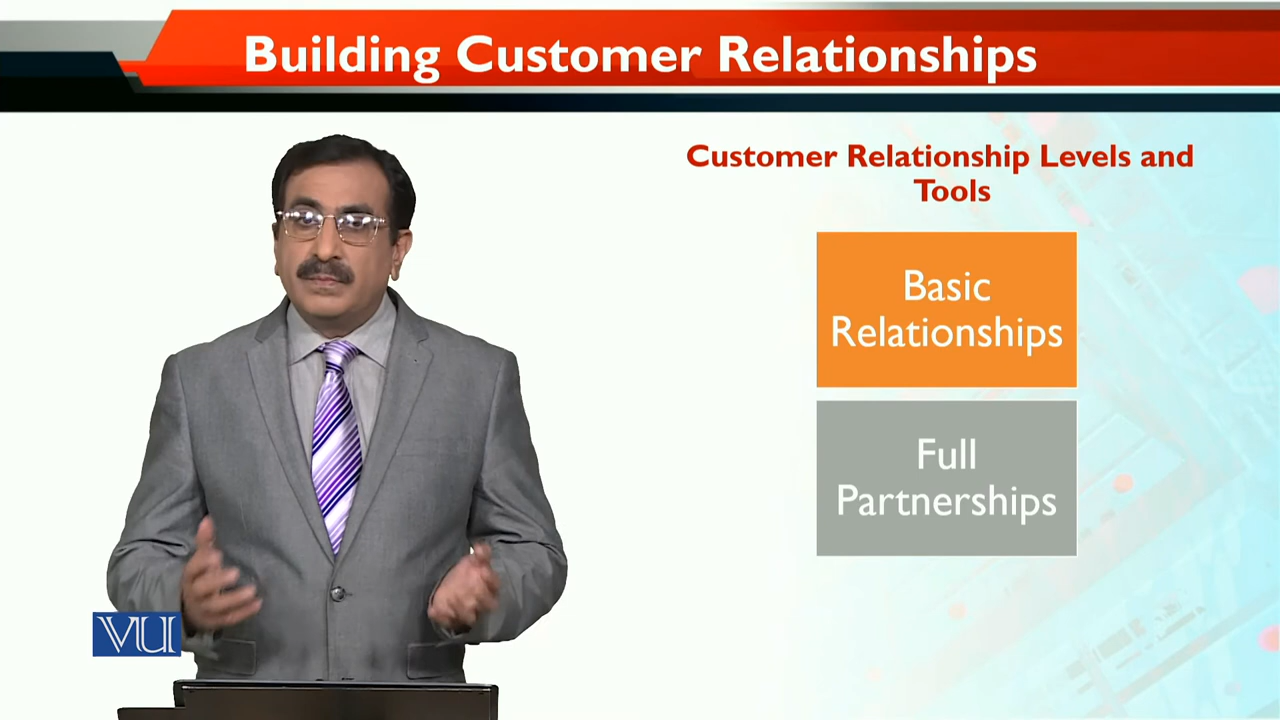 Building Customer Relationships
Customer Relationship Levels and
Tools
Basic
Relationships
Full
Partnerships
VU